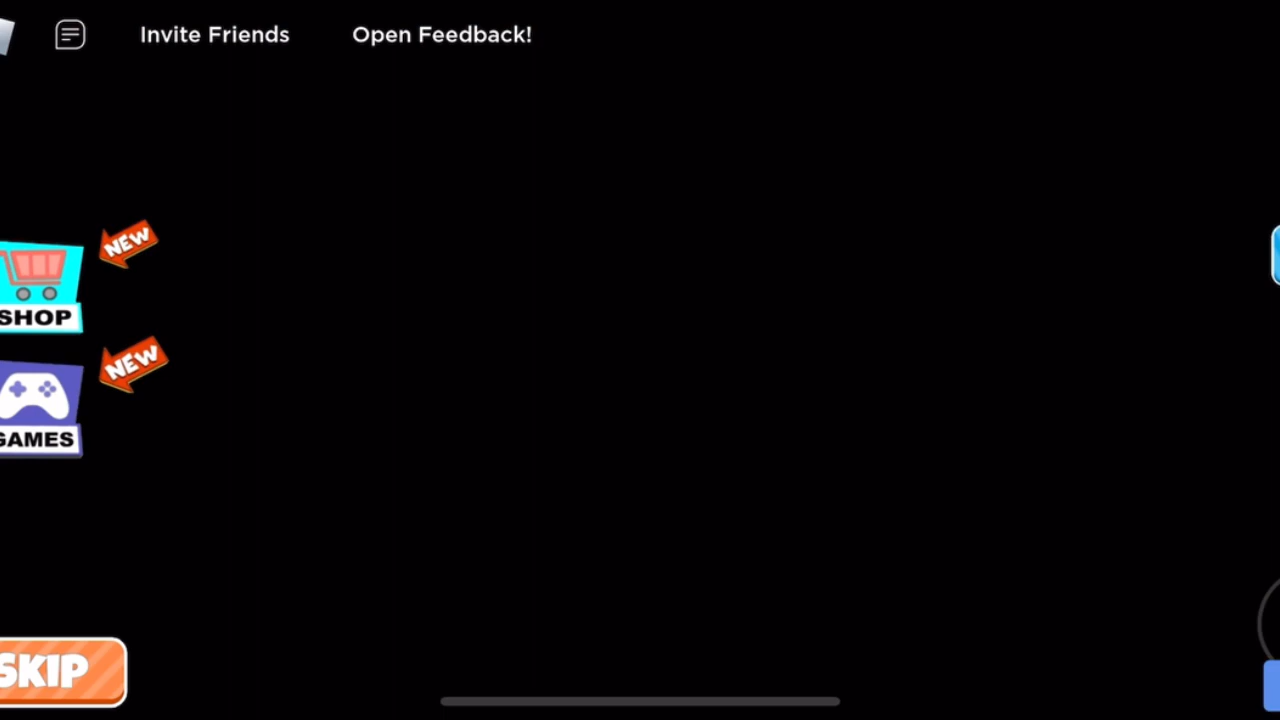 Invite Friends
Open Feedback!
NEW
SHOP
NEW
GAMES
SKIP